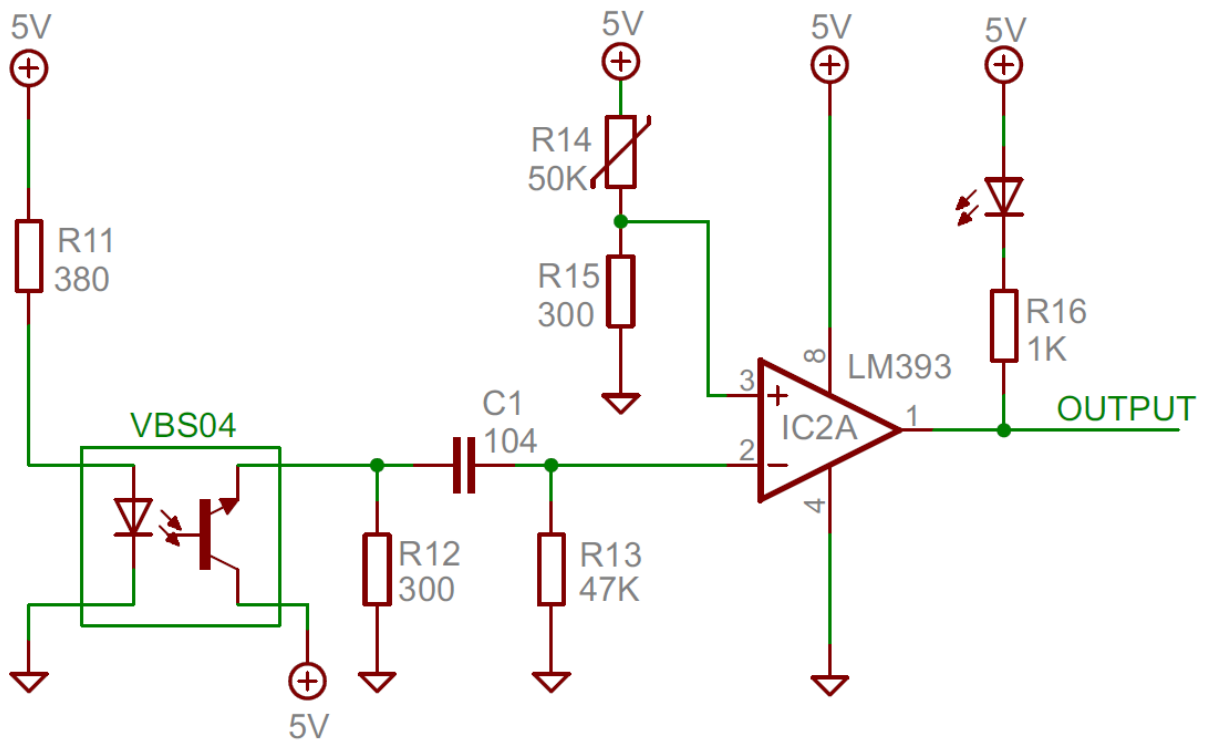 5V
5V
5V
5V
R14
50K
R11
380
R15
300
R16
1K
8
LM393
3
+
IC2A
1
OUTPUT
2
−
4
VBS04
C1
104
R12
300
R13
47K
5V